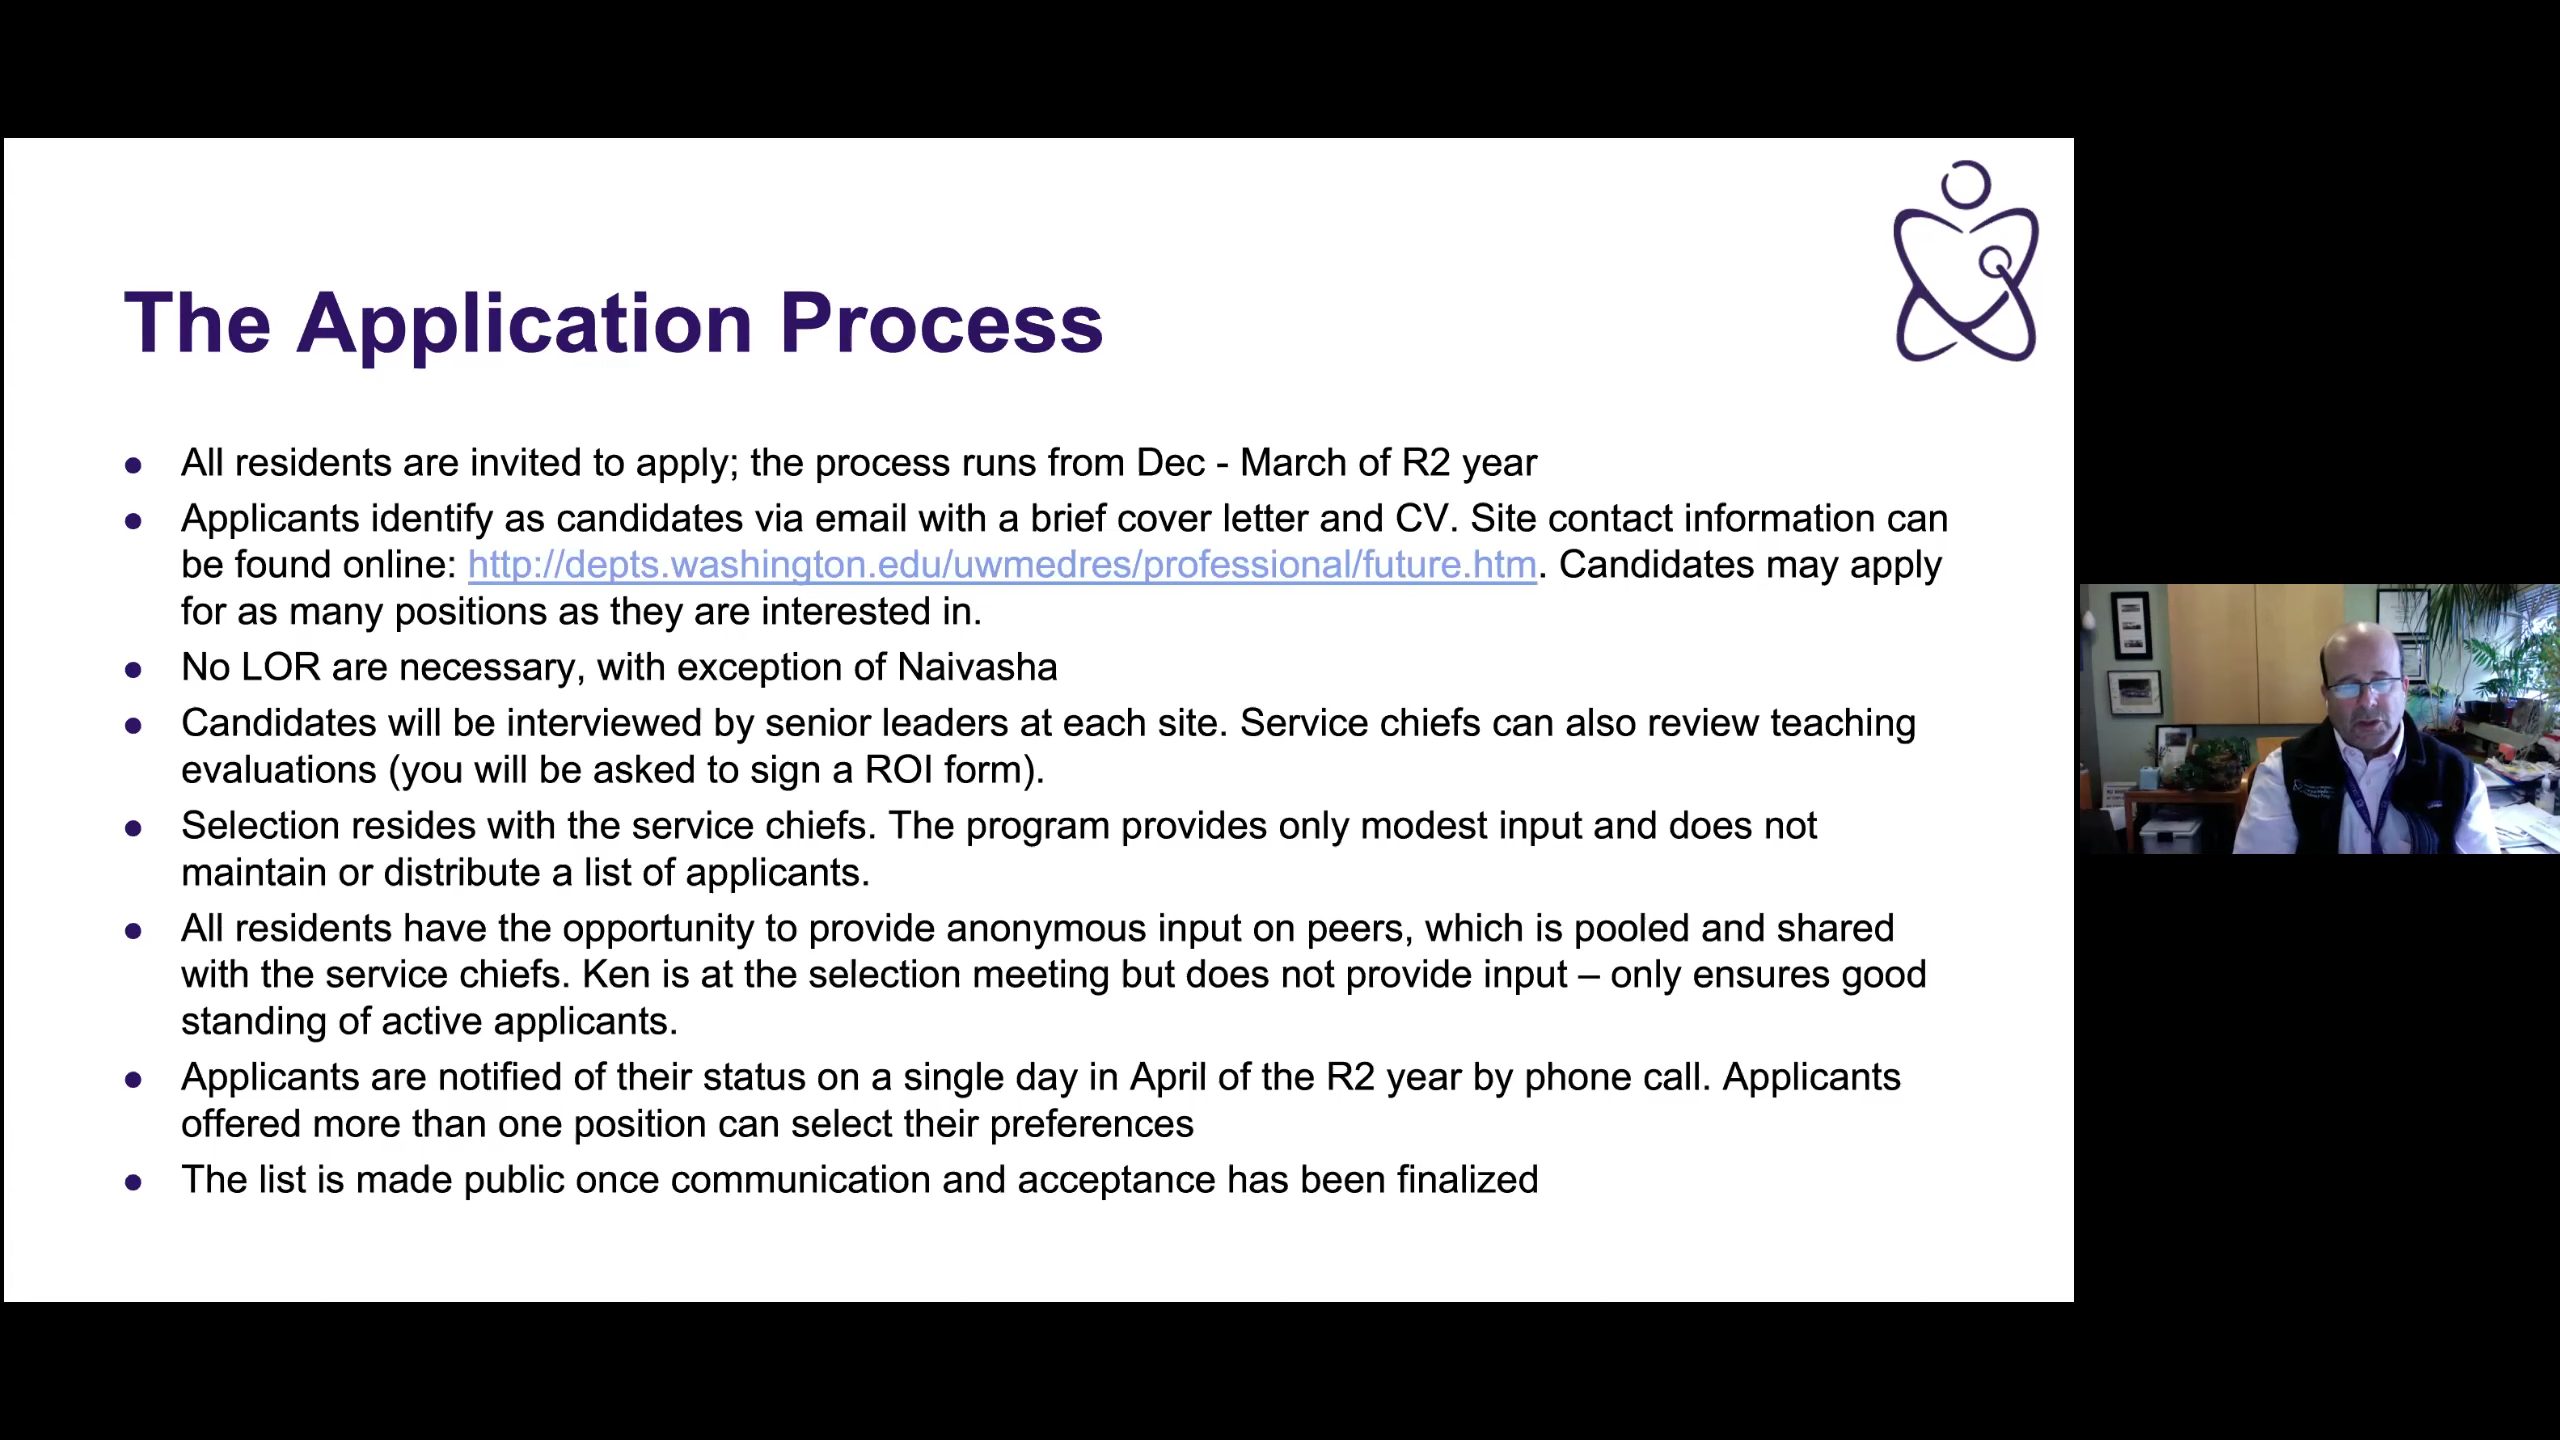 The Application Process
● All residents are invited to apply; the process runs from Dec - March of R2 year
● Applicants identify as candidates via email with a brief cover letter and CV. Site contact information can
be found online: http://depts.washington.edu/uwmedres/professional/future.htm. Candidates may apply
for as many positions as they are interested in.
● No LOR are necessary, with exception of Naivasha
● Candidates will be interviewed by senior leaders at each site. Service chiefs can also review teaching
evaluations (you will be asked to sign a ROI form).
● Selection resides with the service chiefs. The program provides only modest input and does not
maintain or distribute a list of applicants.
● All residents have the opportunity to provide anonymous input on peers, which is pooled and shared
with the service chiefs. Ken is at the selection meeting but does not provide input – only ensures good
standing of active applicants.
● Applicants are notified of their status on a single day in April of the R2 year by phone call. Applicants
offered more than one position can select their preferences
● The list is made public once communication and acceptance has been finalized